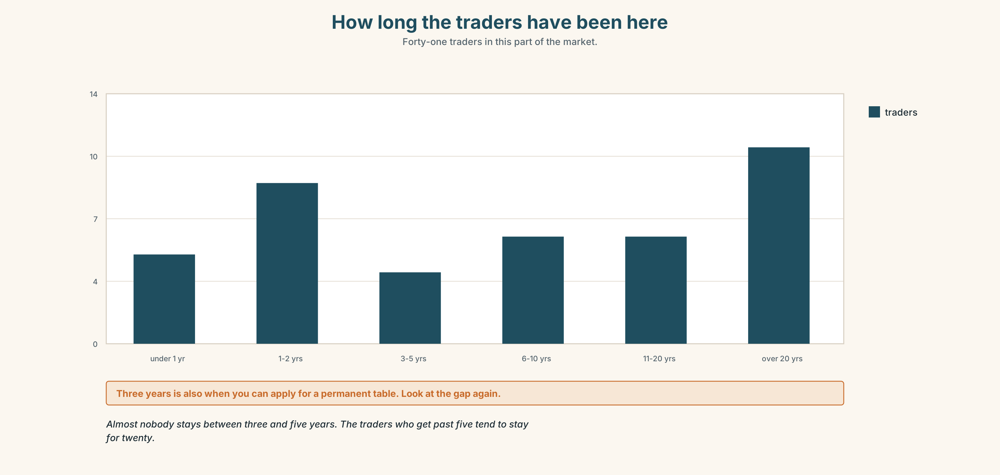 How long the traders have been here
Forty-one traders in this part of the market.
14
10
7
4
0
traders
under 1 yr
1-2 yrs
3-5 yrs
6-10 yrs
11-20 yrs
over 20 yrs
Three years is also when you can apply for a permanent table. Look at the gap again.
Almost nobody stays between three and five years. The traders who get past five tend to stay
for twenty.